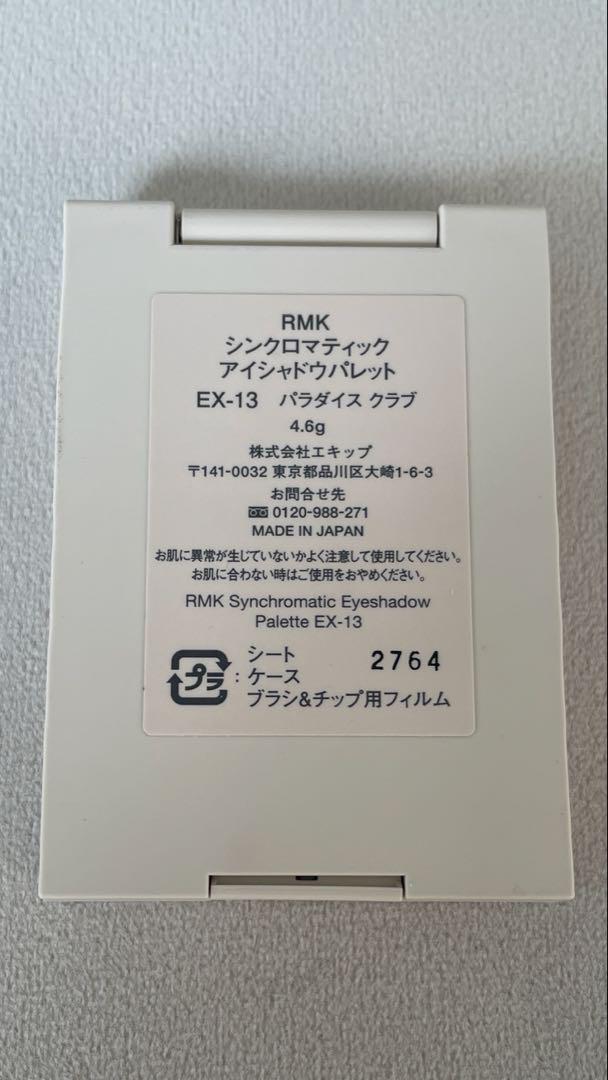 RMK
シンクロマティック
アイシャドウパレット
EX-13 パラダイス クラブ
4.6g
株式会社エキップ
〒141-0032 東京都品川区大崎1-6-3
お問合せ先
0120-988-271
MADE IN JAPAN
お肌に異常が生じていないかよく注意して使用してください。
お肌に合わない時はご使用をおやめください。
RMK Synchromatic Eyeshadow
Palette EX-13
シート
プラ : ケース
ブラシ&チップ用フィルム
2764